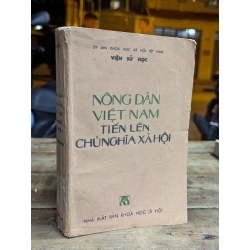 ỦY BAN KHOA HỌC XÃ HỘI VIỆT NAM
VIỆN SỬ HỌC
NÔNG DÂN
VIỆT NAM
TIẾN LÊN
CHỦ NGHĨA XÃ HỘI
NHÀ XUẤT BẢN KHOA HỌC XÃ HỘI